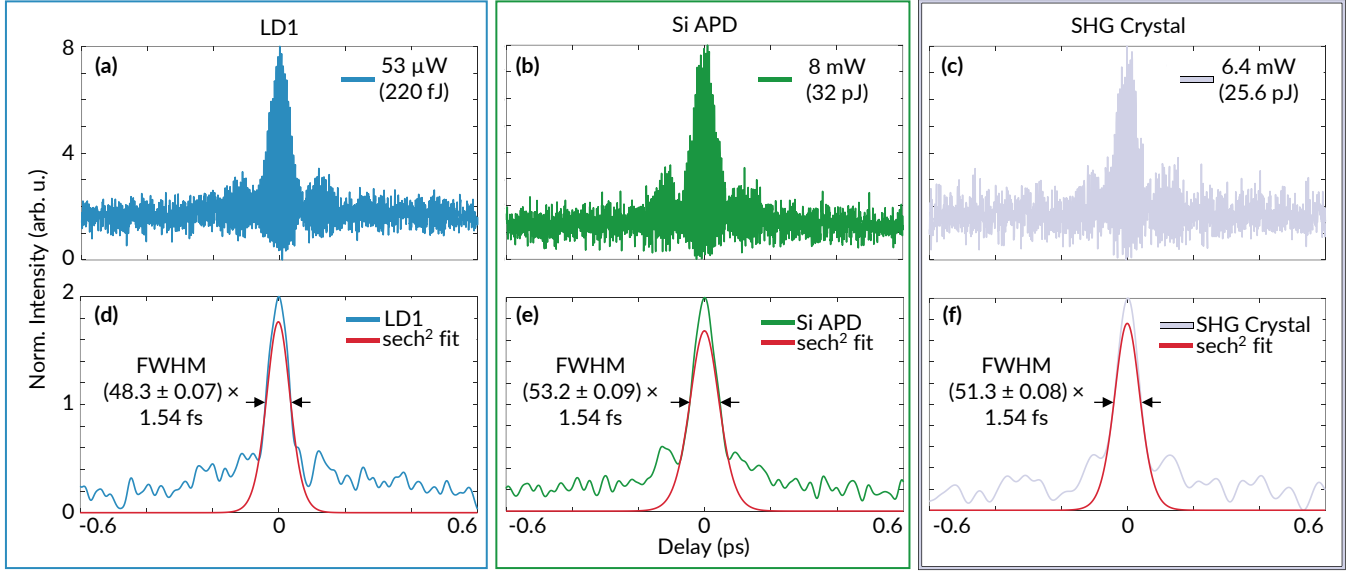 LD1
Si APD
SHG Crystal
Norm. Intensity (arb. u.)
8
4
0
(a)
53 µW
(220 fJ)
(b)
8 mW
(32 pJ)
(c)
6.4 mW
(25.6 pJ)
2
1
0
(d)
LD1
sech² fit
FWHM
(48.3 ± 0.07) ×
1.54 fs
-0.6
0
0.6
(e)
Si APD
sech² fit
FWHM
(53.2 ± 0.09) ×
1.54 fs
-0.6
0
0.6
(f)
SHG Crystal
sech² fit
FWHM
(51.3 ± 0.08) ×
1.54 fs
-0.6
0
0.6
Delay (ps)